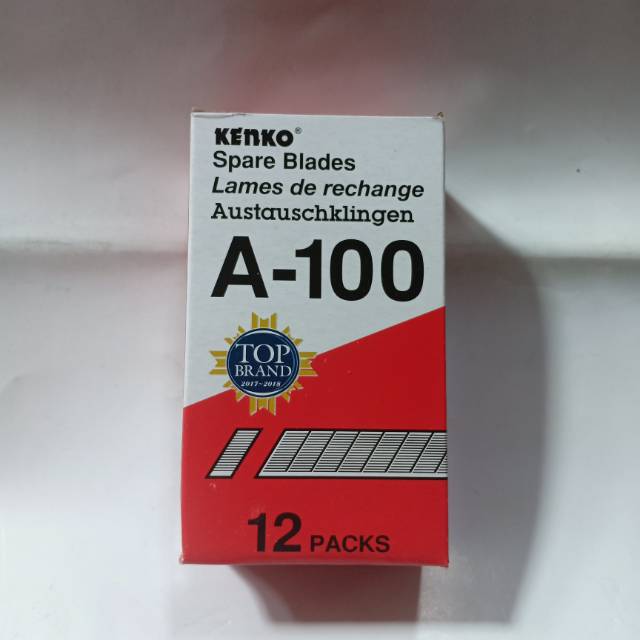 KENKO®
Spare Blades
Lames de rechange
Austauschklingen
A-100
TOP
BRAND
2017~2018
12 PACKS